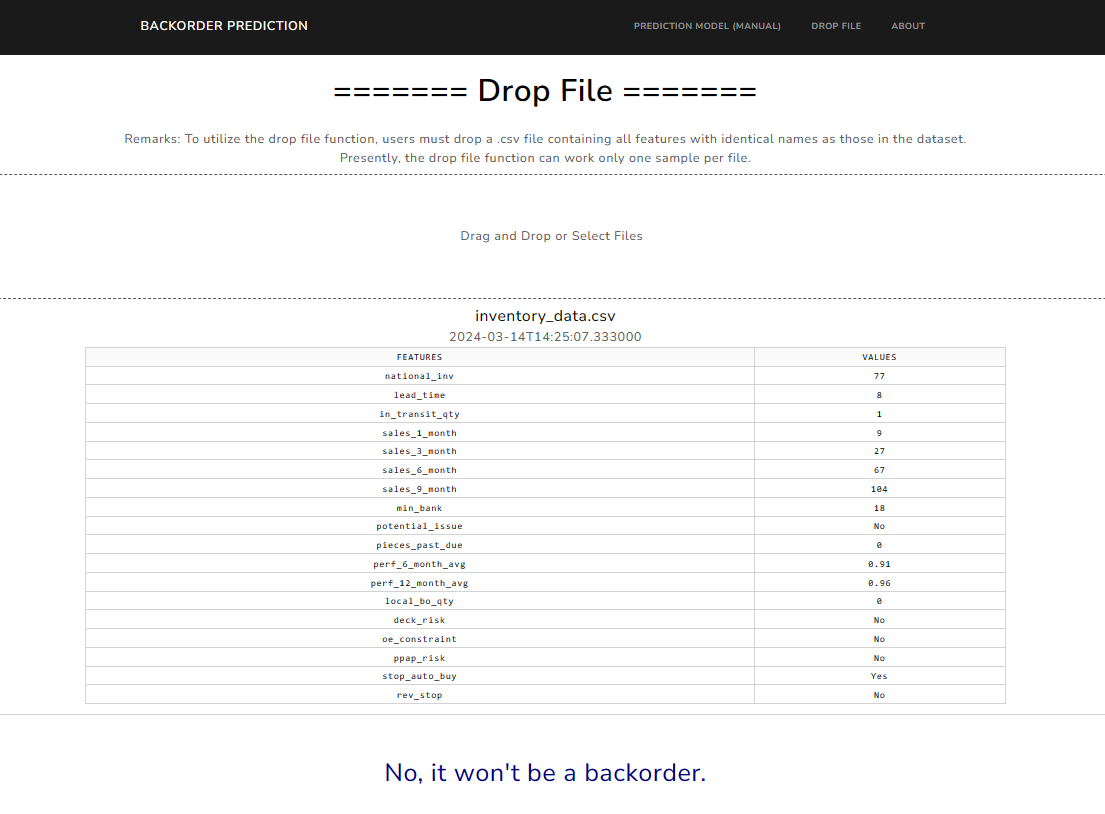 BACKORDER PREDICTION PREDICTION MODEL (MANUAL) DROP FILE ABOUT
======= Drop File =======
Remarks: To utilize the drop file function, users must drop a .csv file containing all features with identical names as those in the dataset.
Presently, the drop file function can work only one sample per file.
Drag and Drop or Select Files
inventory_data.csv
2024-03-14T14:25:07.333000
FEATURES VALUES
national_inv 77
lead_time 8
in_transit_qty 1
sales_1_month 9
sales_3_month 27
sales_6_month 67
sales_9_month 104
min_bank 18
potential_issue No
pieces_past_due 0
perf_6_month_avg 0.91
perf_12_month_avg 0.96
local_bo_qty 0
deck_risk No
oe_constraint No
ppap_risk No
stop_auto_buy Yes
rev_stop No
No, it won't be a backorder.